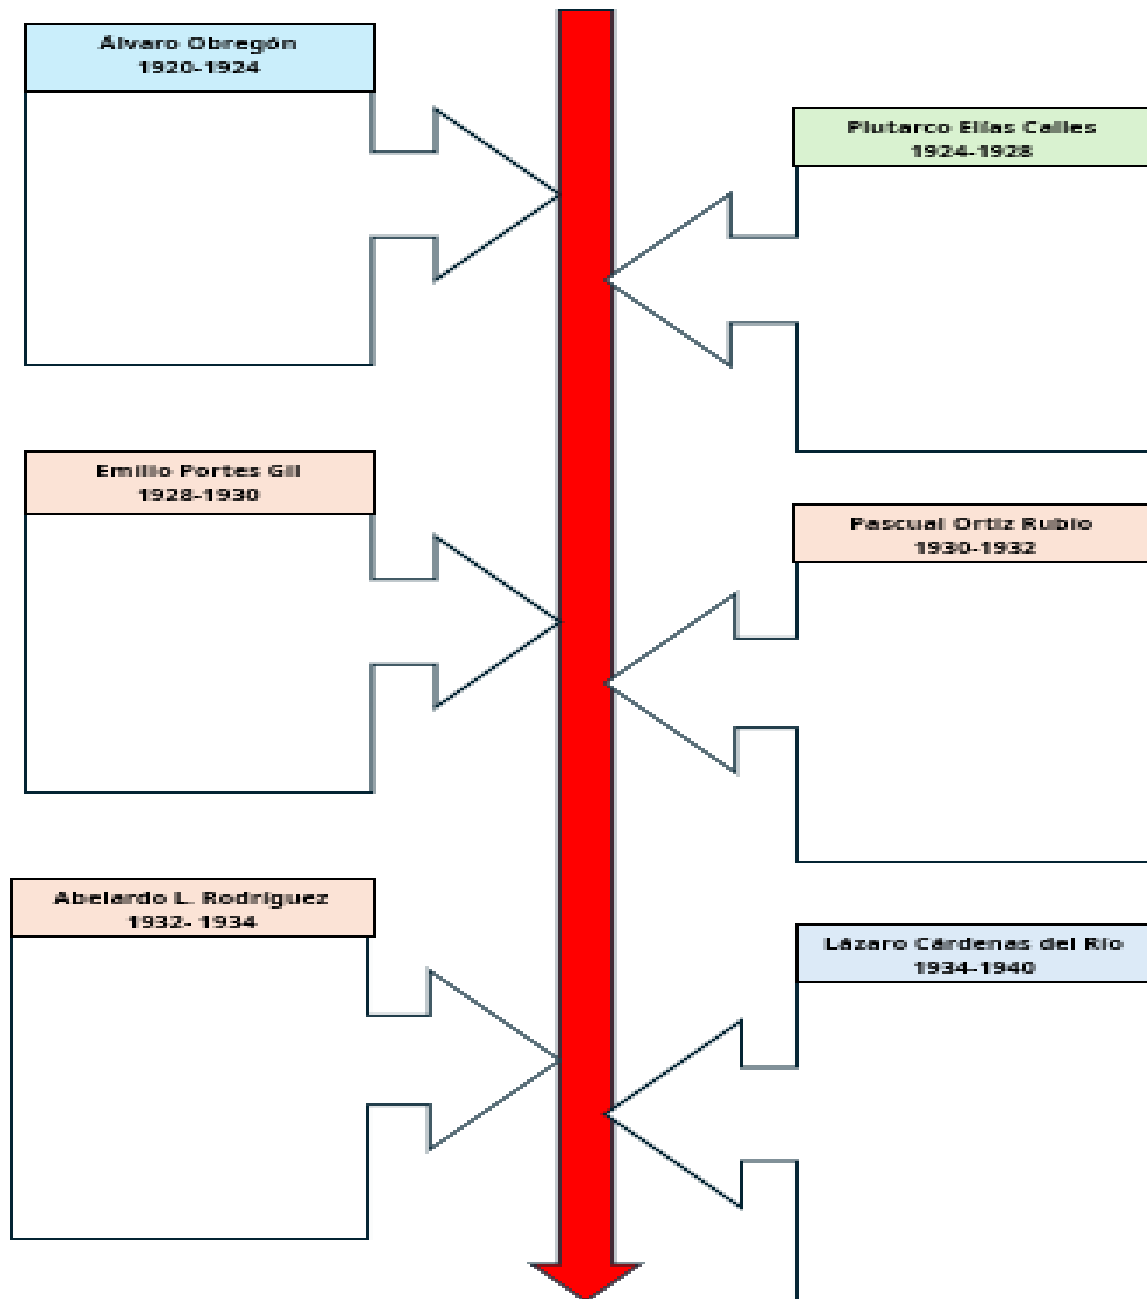 Álvaro Obregón
1920-1924
Plutarco Elías Calles
1924-1928
Emilio Portes Gil
1928-1930
Pascual Ortiz Rubio
1930-1932
Abelardo L. Rodríguez
1932- 1934
Lázaro Cárdenas del Río
1934-1940